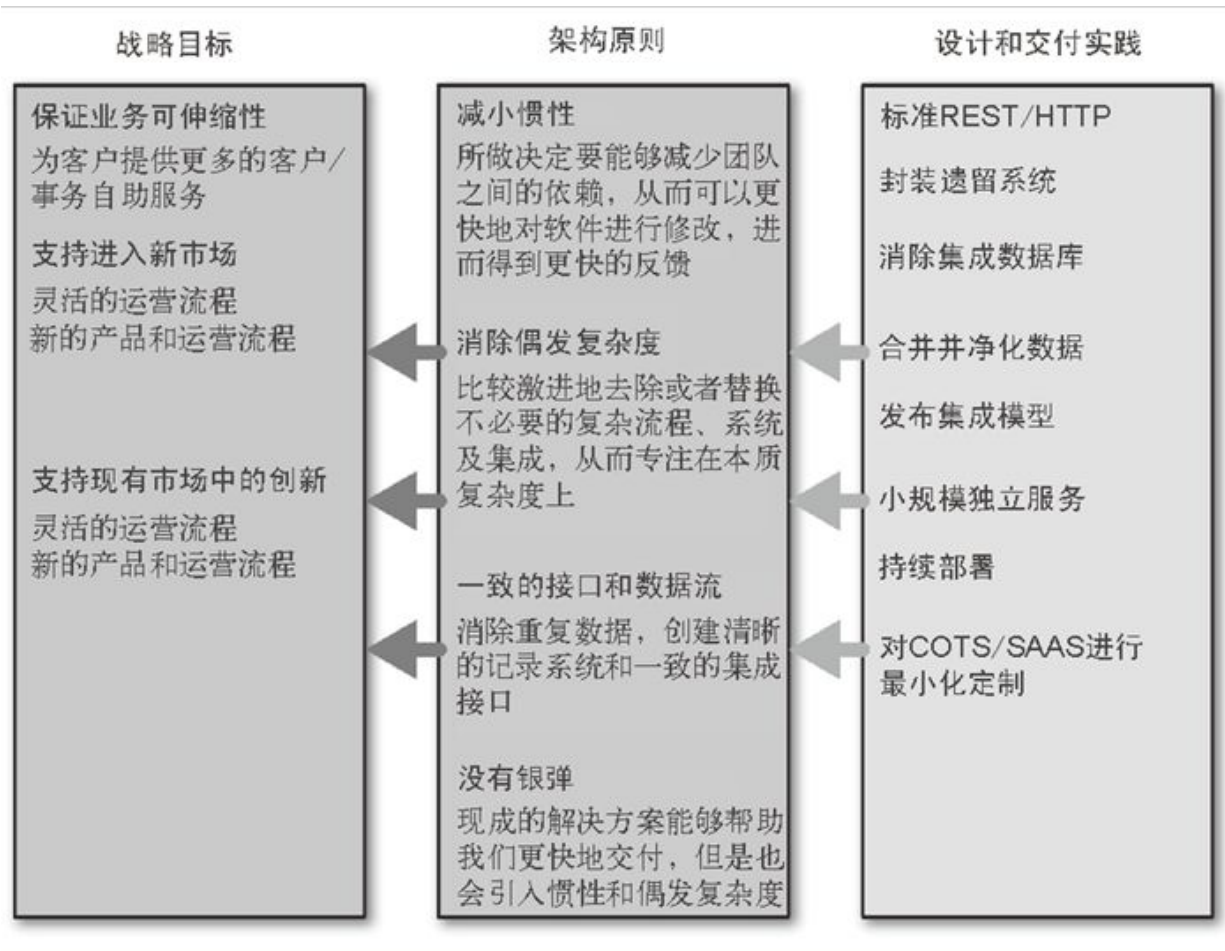 战略目标
保证业务可伸缩性
为客户提供更多的客户/
事务自助服务
支持进入新市场
灵活的运营流程
新的产品和运营流程
支持现有市场中的创新
灵活的运营流程
新的产品和运营流程
架构原则
减小惯性
所做决定要能够减少团队
之间的依赖，从而可以更
快地对软件进行修改，进
而得到更快的反馈
消除偶发复杂度
比较激进地去除或者替换
不必要的复杂流程、系统
及集成，从而专注在本质
复杂度上
一致的接口和数据流
消除重复数据，创建清晰
的记录系统和一致的集成
接口
没有银弹
现成的解决方案能够帮助
我们更快地交付，但是也
会引入惯性和偶发复杂度
设计和交付实践
标准REST/HTTP
封装遗留系统
消除集成数据库
合并井净化数据
发布集成模型
小规模独立服务
持续部署
对COTS/SAAS进行
最小化定制